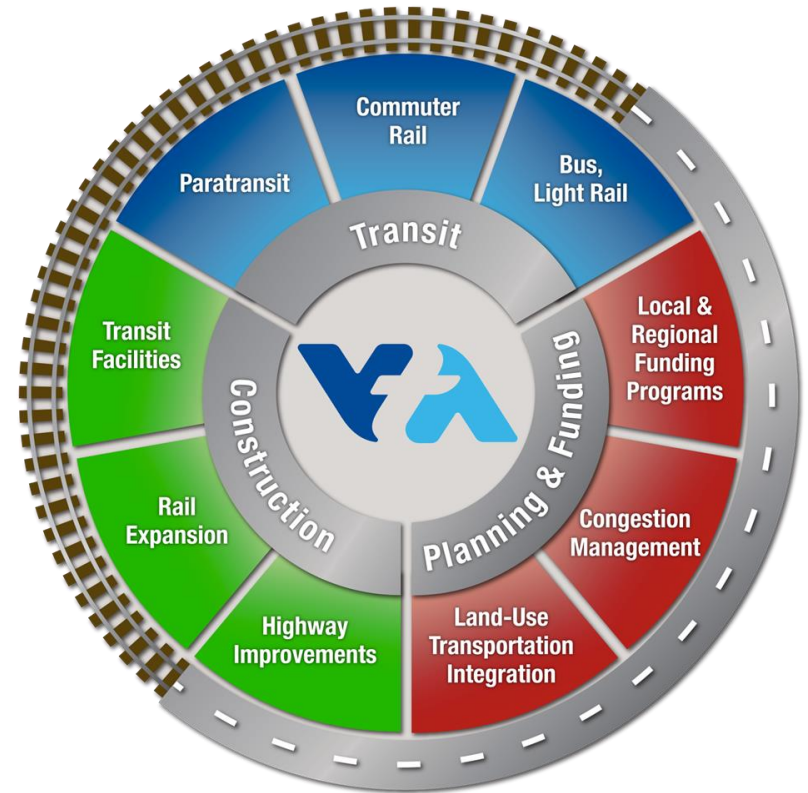 Commuter
Rail
Bus,
Light Rail
Paratransit
Transit
Local &
Regional
Funding
Programs
Transit
Facilities
VTA
Construction
Planning & Funding
Rail
Expansion
Congestion
Management
Highway
Improvements
Land-Use
Transportation
Integration